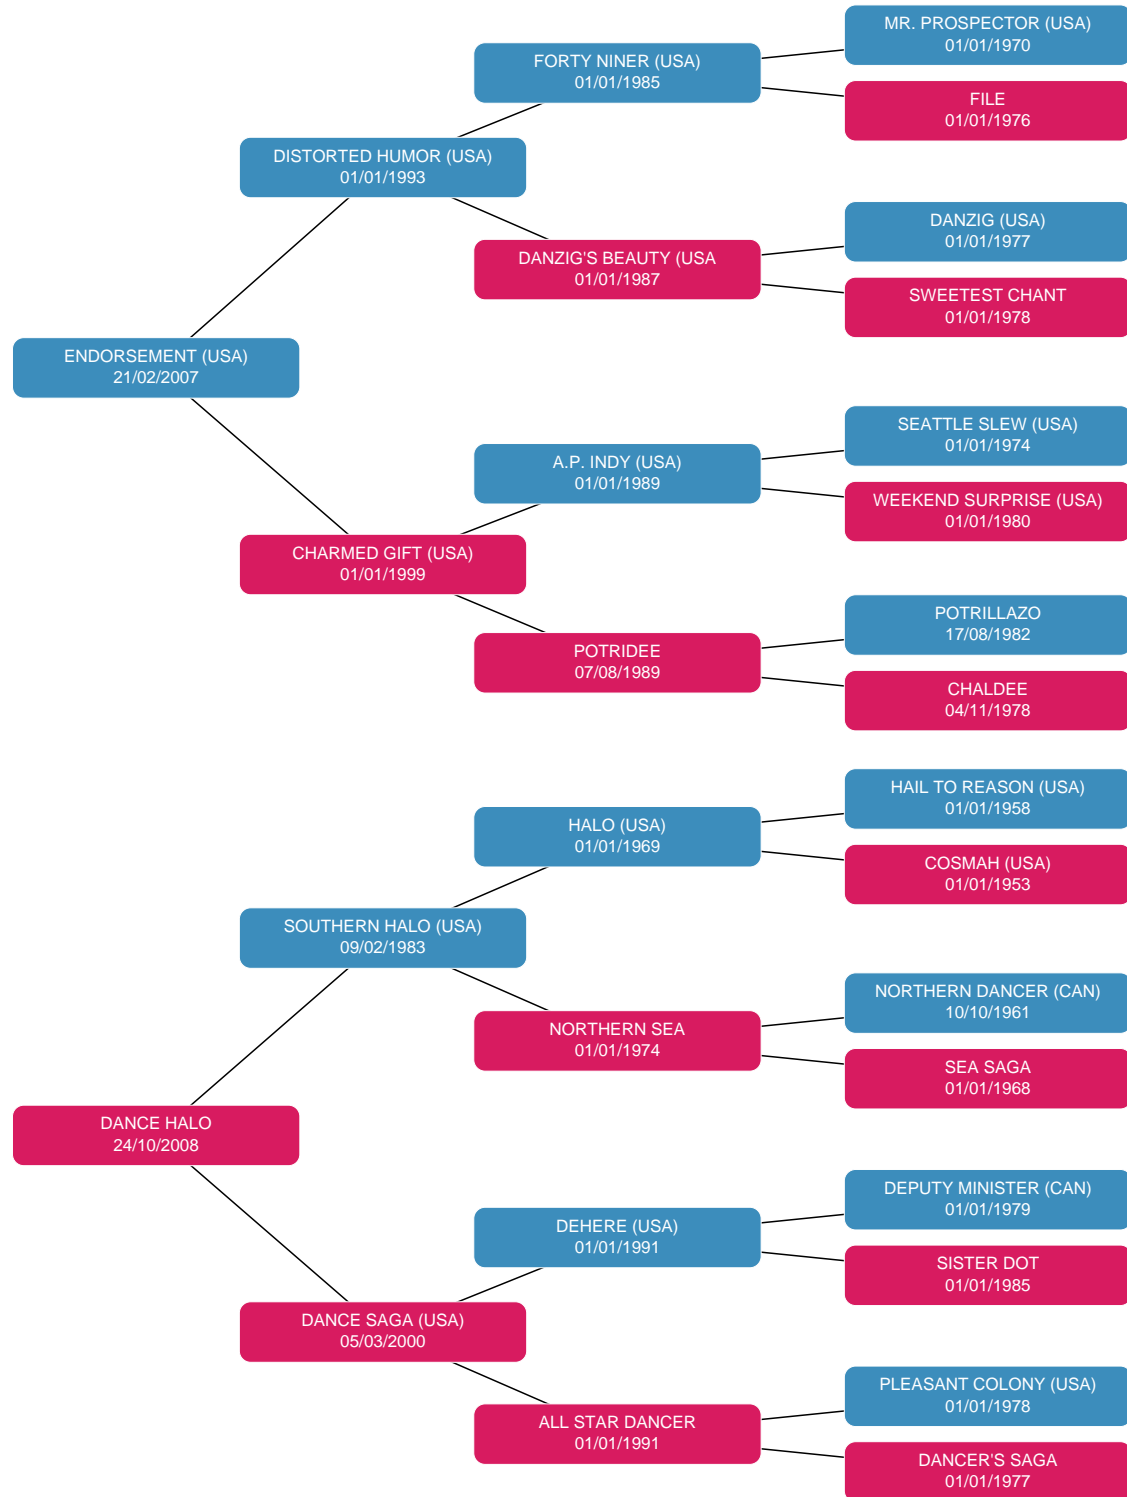 MR. PROSPECTOR (USA)
01/01/1970
FORTY NINER (USA)
01/01/1985
FILE
01/01/1976
DISTORTED HUMOR (USA)
01/01/1993
DANZIG (USA)
01/01/1977
DANZIG'S BEAUTY (USA
01/01/1987
SWEETEST CHANT
01/01/1978
ENDORSEMENT (USA)
21/02/2007
SEATTLE SLEW (USA)
01/01/1974
A.P. INDY (USA)
01/01/1989
WEEKEND SURPRISE (USA)
01/01/1980
CHARMED GIFT (USA)
01/01/1999
POTRILLAZO
17/08/1982
POTRIDEE
07/08/1989
CHALDEE
04/11/1978
HAIL TO REASON (USA)
01/01/1958
HALO (USA)
01/01/1969
COSMAH (USA)
01/01/1953
SOUTHERN HALO (USA)
09/02/1983
NORTHERN DANCER (CAN)
10/10/1961
NORTHERN SEA
01/01/1974
SEA SAGA
01/01/1968
DANCE HALO
24/10/2008
DEPUTY MINISTER (CAN)
01/01/1979
DEHERE (USA)
01/01/1991
SISTER DOT
01/01/1985
DANCE SAGA (USA)
05/03/2000
PLEASANT COLONY (USA)
01/01/1978
ALL STAR DANCER
01/01/1991
DANCER'S SAGA
01/01/1977